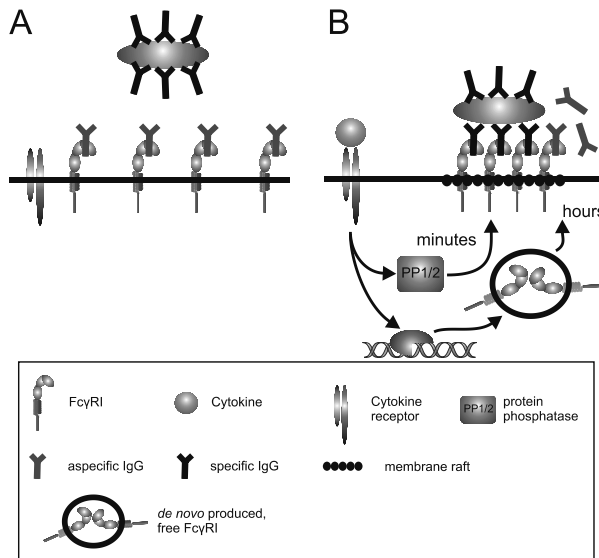 A
B
minutes
hours
PP1/2
FcγRI
Cytokine
Cytokine
receptor
PP1/2
protein
phosphatase
aspecific IgG
specific IgG
membrane raft
de novo produced,
free FcγRI